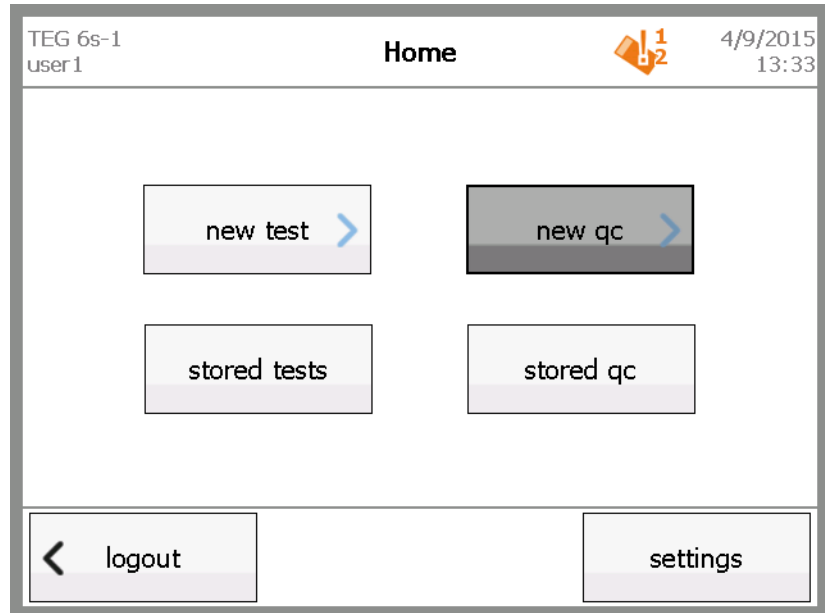 TEG 6s-1
user1
Home
1
2
4/9/2015
13:33
new test
new qc
stored tests
stored qc
logout
settings